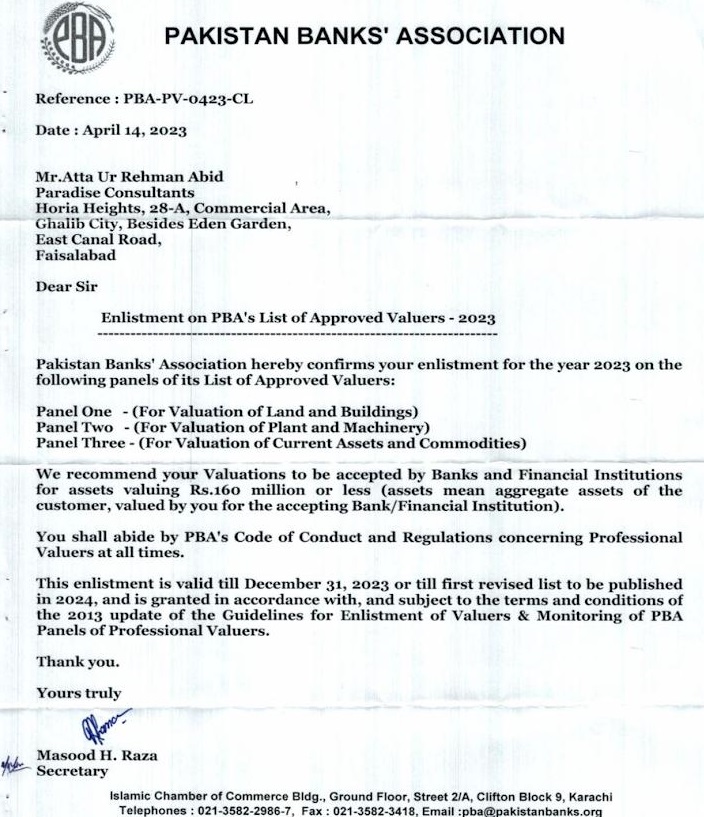 PBA
PAKISTAN BANKS' ASSOCIATION
Reference : PBA-PV-0423-CL
Date : April 14, 2023
Mr.Atta Ur Rehman Abid
Paradise Consultants
Horia Heights, 28-A, Commercial Area,
Ghalib City, Besides Eden Garden,
East Canal Road,
Faisalabad
Dear Sir
Enlistment on PBA's List of Approved Valuers - 2023
Pakistan Banks' Association hereby confirms your enlistment for the year 2023 on the
following panels of its List of Approved Valuers:
Panel One - (For Valuation of Land and Buildings)
Panel Two - (For Valuation of Plant and Machinery)
Panel Three - (For Valuation of Current Assets and Commodities)
We recommend your Valuations to be accepted by Banks and Financial Institutions
for assets valuing Rs.160 million or less (assets mean aggregate assets of the
customer, valued by you for the accepting Bank/Financial Institution).
You shall abide by PBA's Code of Conduct and Regulations concerning Professional
Valuers at all times.
This enlistment is valid till December 31, 2023 or till first revised list to be published
in 2024, and is granted in accordance with, and subject to the terms and conditions of
the 2013 update of the Guidelines for Enlistment of Valuers & Monitoring of PBA
Panels of Professional Valuers.
Thank you.
Yours truly
Masood H. Raza
Secretary
Islamic Chamber of Commerce Bldg., Ground Floor, Street 2/A, Clifton Block 9, Karachi
Telephones : 021-3582-2986-7, Fax : 021-3582-3418, Email :pba@pakistanbanks.org